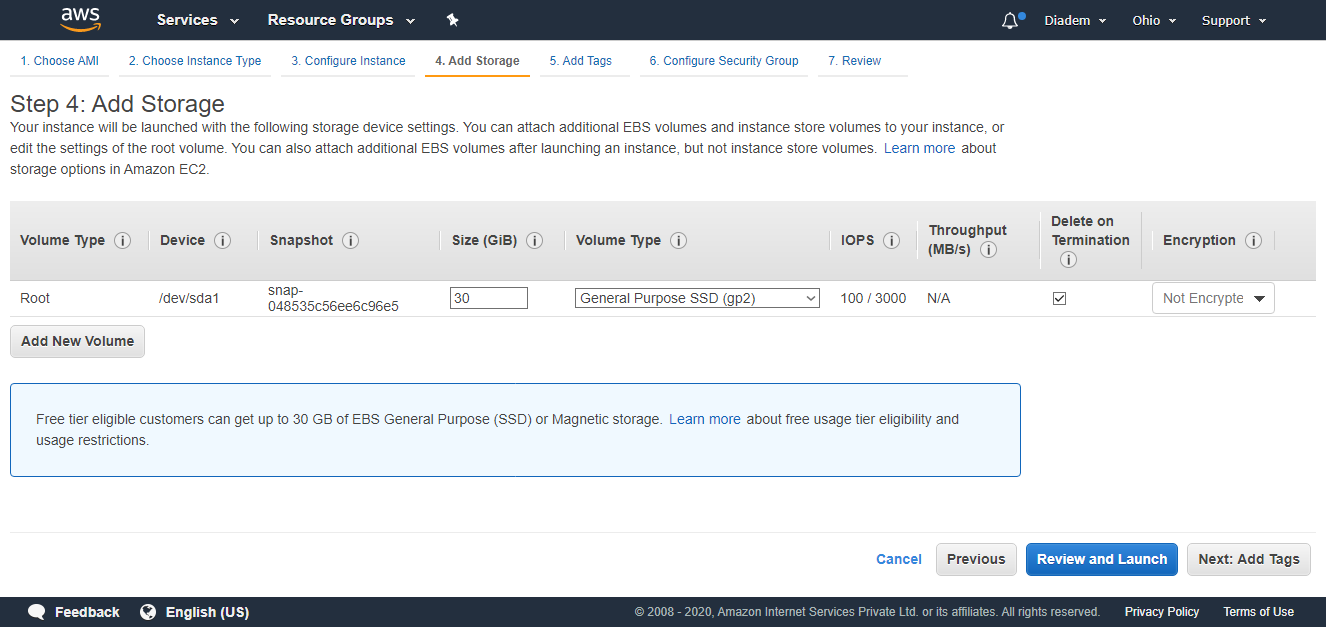 aws Services Resource Groups Diadem Ohio Support
1. Choose AMI 2. Choose Instance Type 3. Configure Instance 4. Add Storage 5. Add Tags 6. Configure Security Group 7. Review
Step 4: Add Storage
Your instance will be launched with the following storage device settings. You can attach additional EBS volumes and instance store volumes to your instance, or
edit the settings of the root volume. You can also attach additional EBS volumes after launching an instance, but not instance store volumes. Learn more about
storage options in Amazon EC2.
Volume Type i Device i Snapshot i Size (GiB) i Volume Type i IOPS i Throughput (MB/s) i Delete on Termination i Encryption i
Root /dev/sda1 snap-048535c56ee6c96e5 30 General Purpose SSD (gp2) 100 / 3000 N/A Not Encrypte
Add New Volume
Free tier eligible customers can get up to 30 GB of EBS General Purpose (SSD) or Magnetic storage. Learn more about free usage tier eligibility and
usage restrictions.
Cancel Previous Review and Launch Next: Add Tags
Feedback English (US) © 2008 - 2020, Amazon Internet Services Private Ltd. or its affiliates. All rights reserved. Privacy Policy Terms of Use